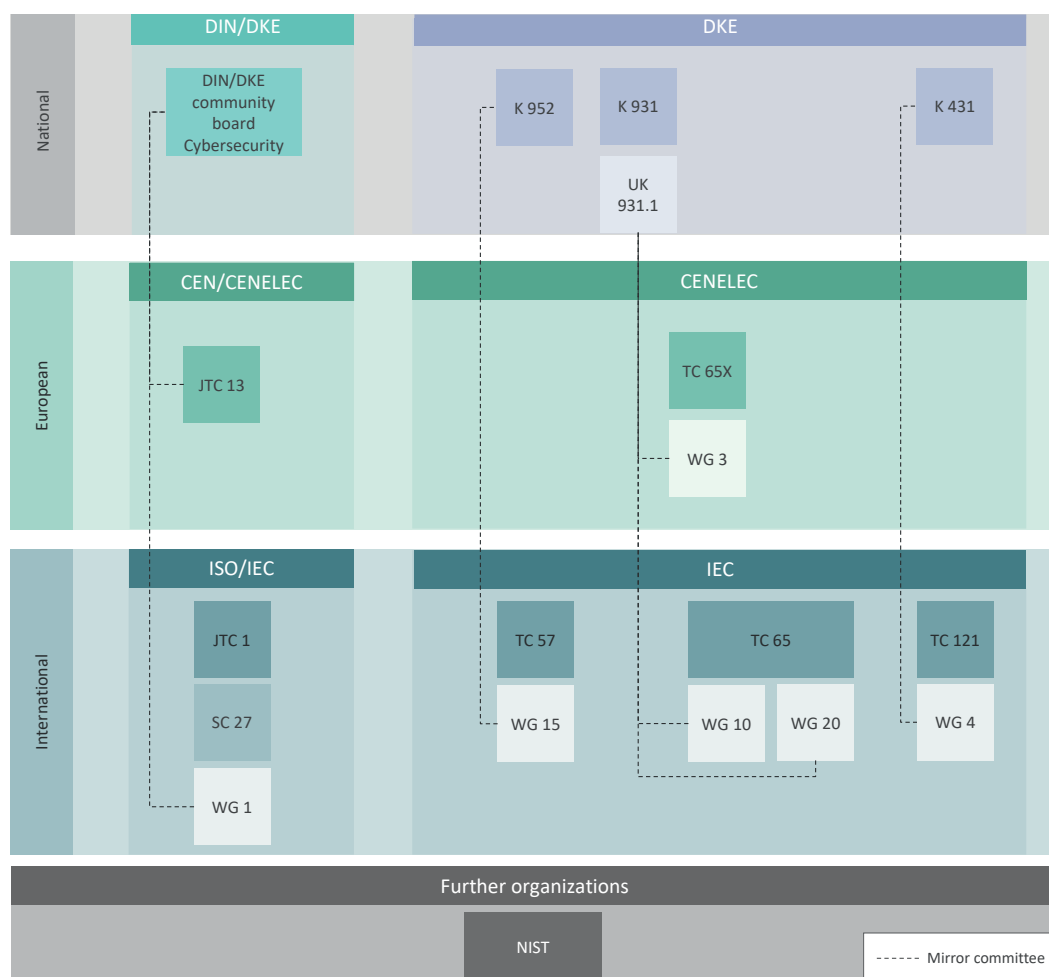 DIN/DKE
DKE
National
DIN/DKE
community
board
Cybersecurity
K 952
K 931
K 431
UK
931.1
CEN/CENELEC
CENELEC
European
JTC 13
TC 65X
WG 3
ISO/IEC
IEC
International
JTC 1
TC 57
TC 65
TC 121
SC 27
WG 15
WG 10
WG 20
WG 4
WG 1
Further organizations
NIST
Mirror committee